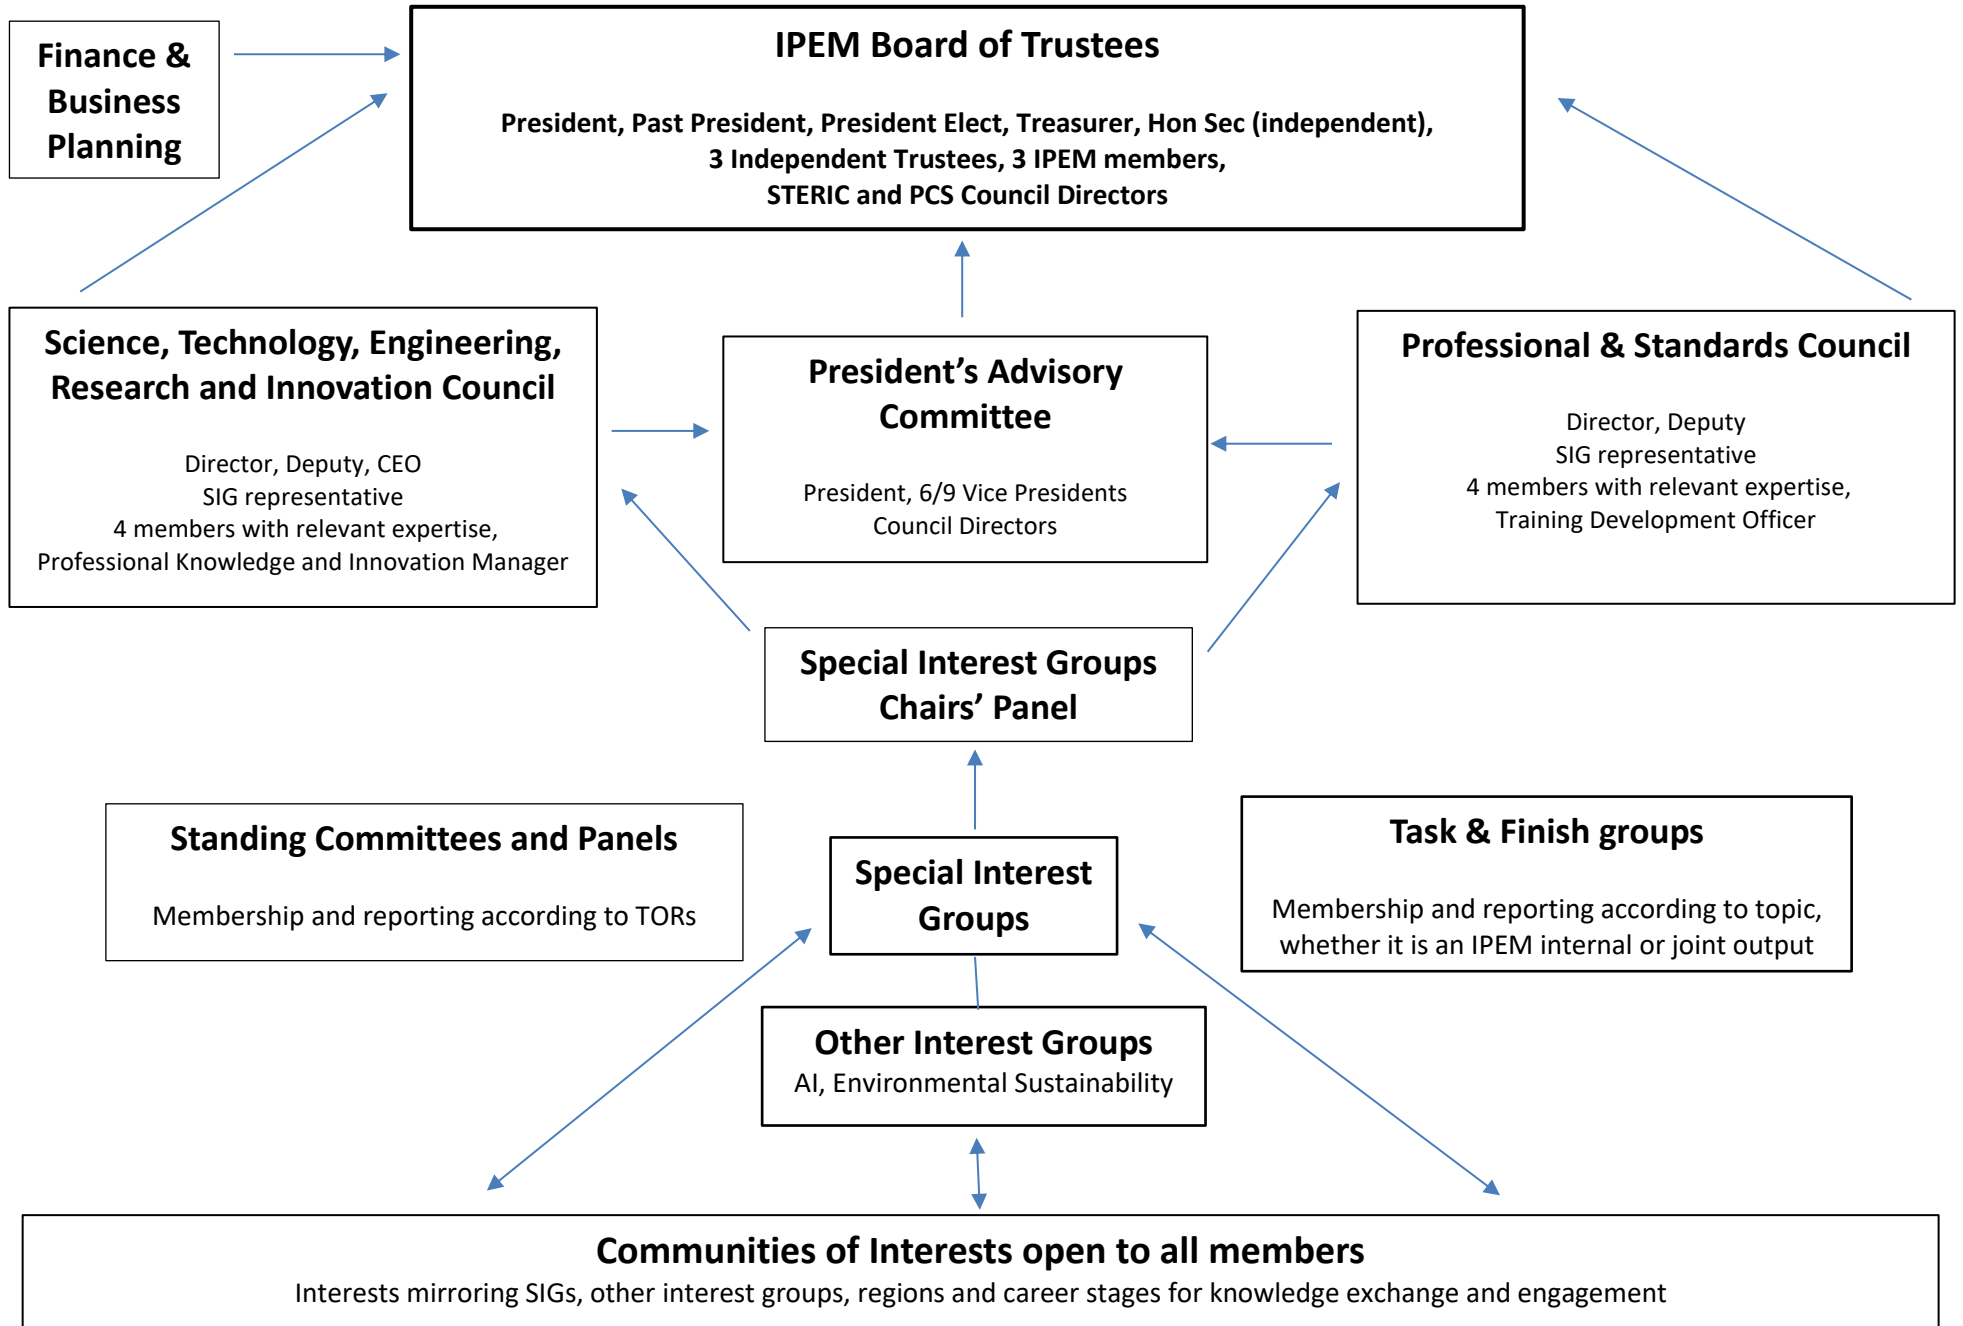 Finance &
Business
Planning
IPEM Board of Trustees
President, Past President, President Elect, Treasurer, Hon Sec (independent),
3 Independent Trustees, 3 IPEM members,
STERIC and PCS Council Directors
Science, Technology, Engineering,
Research and Innovation Council
Director, Deputy, CEO
SIG representative
4 members with relevant expertise,
Professional Knowledge and Innovation Manager
President’s Advisory
Committee
President, 6/9 Vice Presidents
Council Directors
Professional & Standards Council
Director, Deputy
SIG representative
4 members with relevant expertise,
Training Development Officer
Special Interest Groups
Chairs’ Panel
Standing Committees and Panels
Membership and reporting according to TORs
Special Interest
Groups
Task & Finish groups
Membership and reporting according to topic,
whether it is an IPEM internal or joint output
Other Interest Groups
AI, Environmental Sustainability
Communities of Interests open to all members
Interests mirroring SIGs, other interest groups, regions and career stages for knowledge exchange and engagement